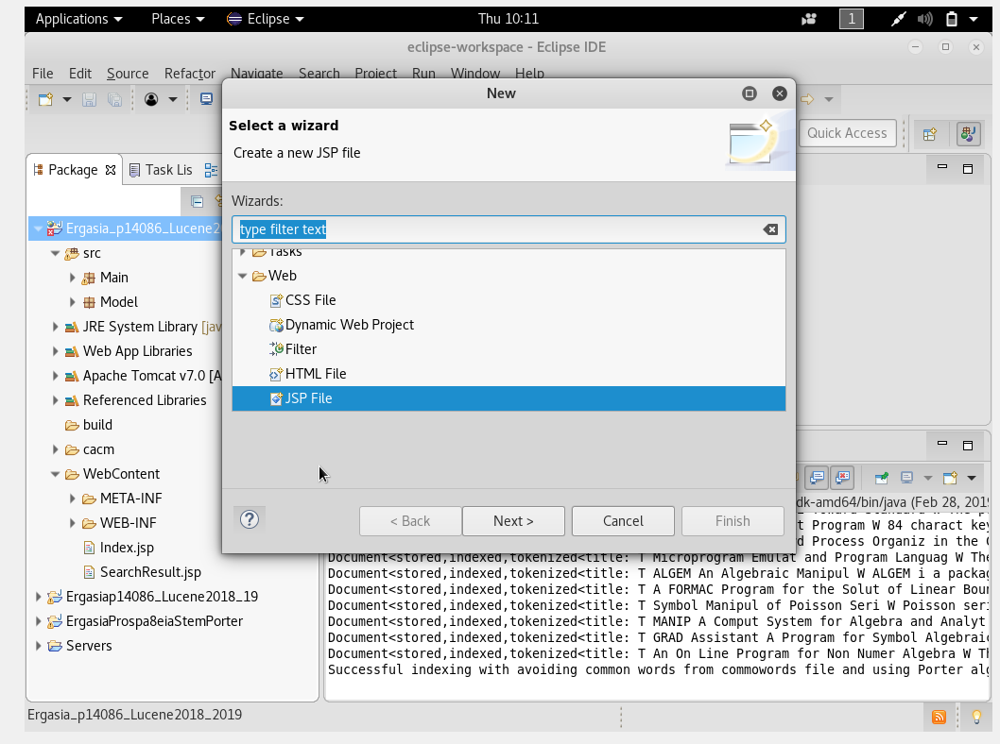 Applications Places Eclipse Thu 10:11 1
eclipse-workspace - Eclipse IDE
File Edit Source Refactor Navigate Search Project Run Window Help
New
Select a wizard
Create a new JSP file
Quick Access
Package Task Lis
Wizards:
type filter text
Ergasia_p14086_Lucene2
src
Main
Model
JRE System Library [jav
Web App Libraries
Apache Tomcat v7.0 [A
Referenced Libraries
build
cacm
WebContent
META-INF
WEB-INF
Index.jsp
SearchResult.jsp
Ergasiap14086_Lucene2018_19
ErgasiaProspa8eiaStemPorter
Servers
Tasks
Web
CSS File
Dynamic Web Project
Filter
HTML File
JSP File
? < Back Next > Cancel Finish
dk-amd64/bin/java (Feb 28, 201
t Program W 84 charact key
d Process Organiz in the
Document<stored,indexed,tokenized<title: T Microprogram Emulat and Program Languag W The
Document<stored,indexed,tokenized<title: T ALGEM An Algebraic Manipul W ALGEM i a packag
Document<stored,indexed,tokenized<title: T A FORMAC Program for the Solut of Linear Boun
Document<stored,indexed,tokenized<title: T Symbol Manipul of Poisson Seri W Poisson seri
Document<stored,indexed,tokenized<title: T MANIP A Comput System for Algebra and Analyt
Document<stored,indexed,tokenized<title: T GRAD Assistant A Program for Symbol Algebraic
Document<stored,indexed,tokenized<title: T An On Line Program for Non Numer Algebra W Th
Successful indexing with avoiding common words from commowords file and using Porter alg
Ergasia_p14086_Lucene2018_2019